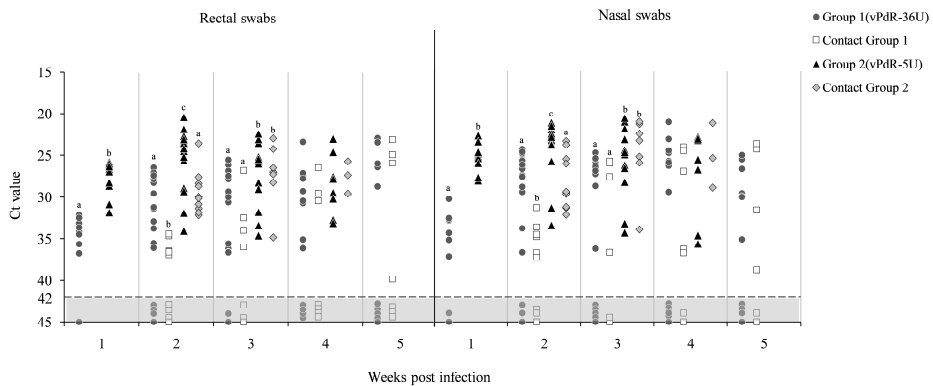 Rectal swabs
Nasal swabs
Group 1(vPdR-36U)
Contact Group 1
Group 2(vPdR-5U)
Contact Group 2
Ct value
15
20
25
30
35
40
42
45
a
b
a
b
c
a
a
a
b
b
a
b
a
b
c
a
a
a
b
b
1
2
3
4
5
1
2
3
4
5
Weeks post infection